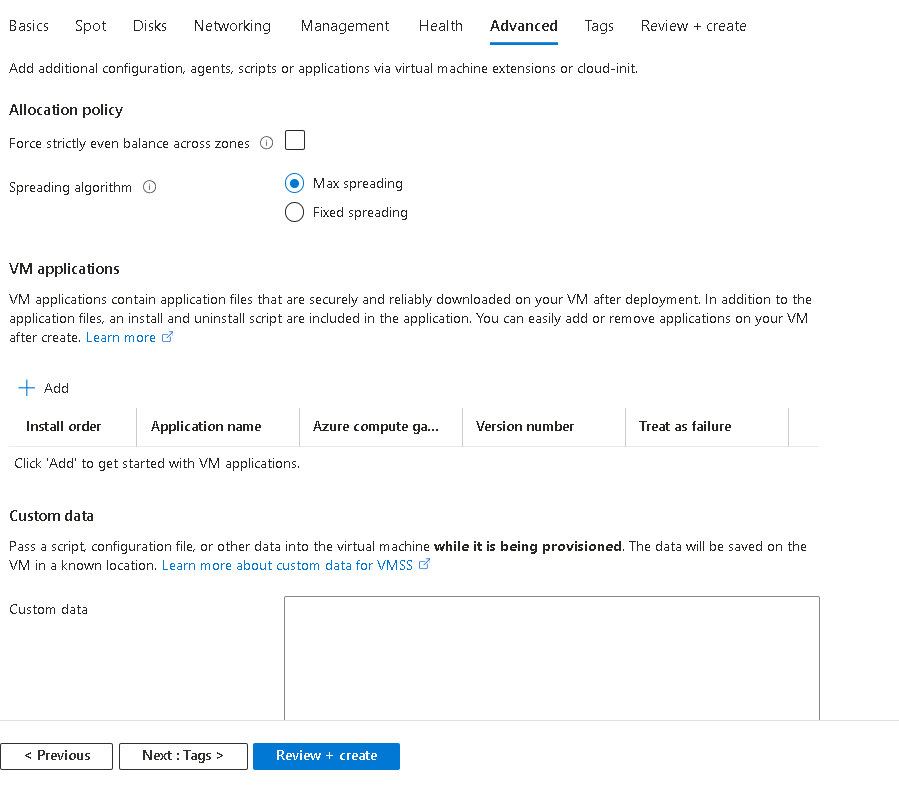 Basics Spot Disks Networking Management Health Advanced Tags Review + create
Add additional configuration, agents, scripts or applications via virtual machine extensions or cloud-init.
Allocation policy
Force strictly even balance across zones
Spreading algorithm
Max spreading
Fixed spreading
VM applications
VM applications contain application files that are securely and reliably downloaded on your VM after deployment. In addition to the
application files, an install and uninstall script are included in the application. You can easily add or remove applications on your VM
after create. Learn more
Add
Install order Application name Azure compute ga... Version number Treat as failure
Click 'Add' to get started with VM applications.
Custom data
Pass a script, configuration file, or other data into the virtual machine while it is being provisioned. The data will be saved on the
VM in a known location. Learn more about custom data for VMSS
Custom data
< Previous Next : Tags > Review + create